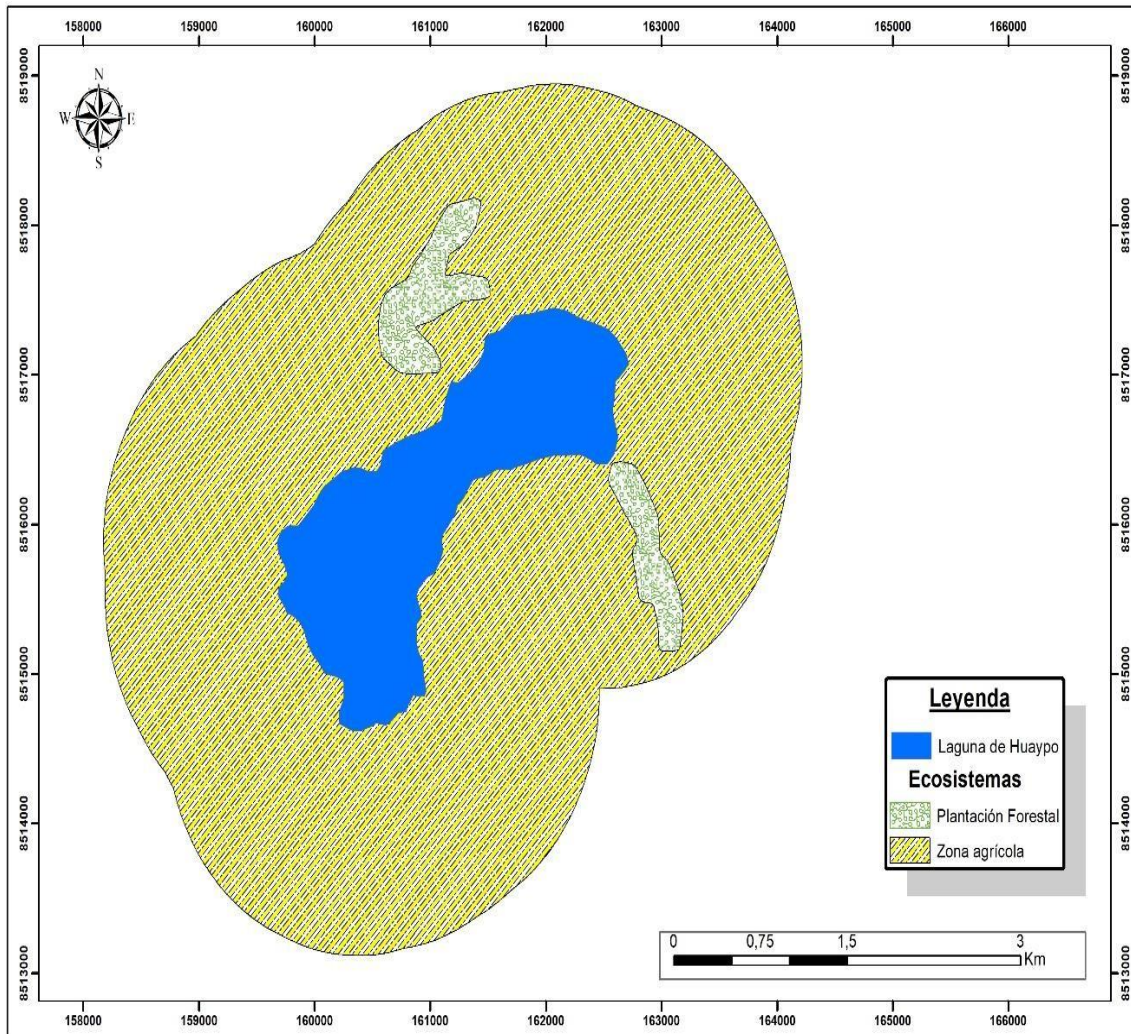 158000 159000 160000 161000 162000 163000 164000 165000 166000
8519000 8519000
N
W E
S
8518000 8518000
8517000 8517000
8516000 8516000
8515000 8515000
Leyenda
Laguna de Huaypo
Ecosistemas
Plantación Forestal
8514000 8514000
Zona agrícola
0 0,75 1,5 3
Km
8513000 8513000
158000 159000 160000 161000 162000 163000 164000 165000 166000